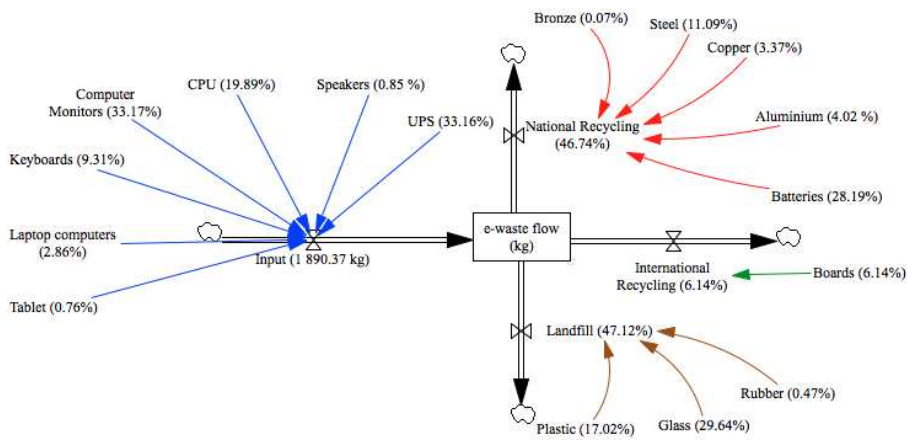 Bronze (0.07%)
Steel (11.09%)
Copper (3.37%)
Computer
Monitors (33.17%)
CPU (19.89%)
Speakers (0.85 %)
UPS (33.16%)
National Recycling
(46.74%)
Aluminium (4.02 %)
Keyboards (9.31%)
Batteries (28.19%)
Laptop computers
(2.86%)
Input (1 890.37 kg)
e-waste flow
(kg)
International
Recycling (6.14%)
Boards (6.14%)
Tablet (0.76%)
Landfill (47.12%)
Rubber (0.47%)
Plastic (17.02%)
Glass (29.64%)